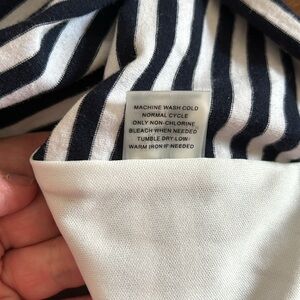 MACHINE WASH COLD
NORMAL CYCLE
ONLY NON-CHLORINE
BLEACH WHEN NEEDED
TUMBLE DRY LOW
WARM IRON IF NEEDED